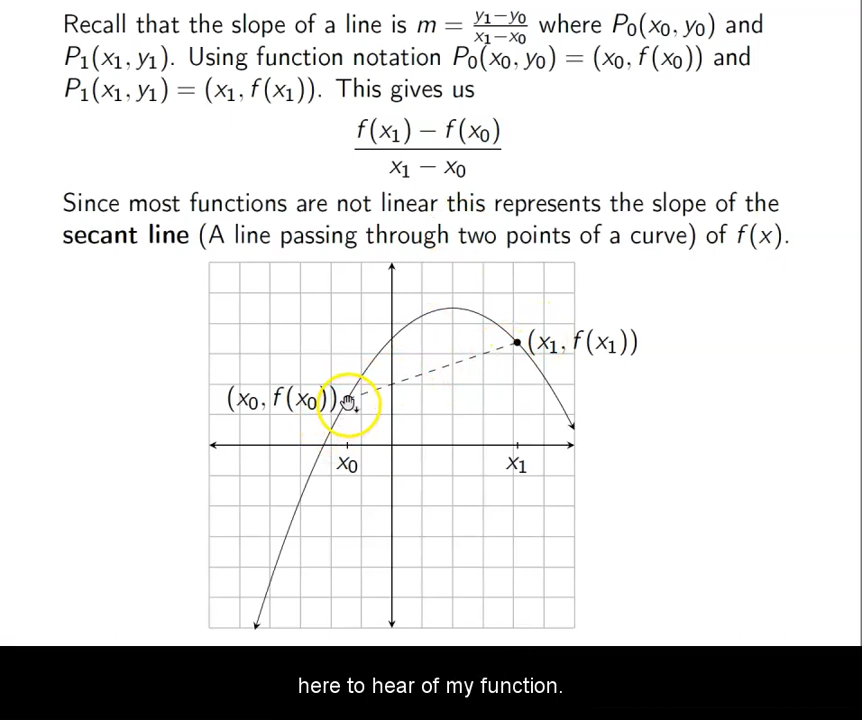 Recall that the slope of a line is m = y₁−y₀ / x₁−x₀ where P₀(x₀, y₀) and
P₁(x₁, y₁). Using function notation P₀(x₀, y₀) = (x₀, f(x₀)) and
P₁(x₁, y₁) = (x₁, f(x₁)). This gives us
f(x₁) − f(x₀)
x₁ − x₀
Since most functions are not linear this represents the slope of the
secant line (A line passing through two points of a curve) of f(x).
(x₁, f(x₁))
(x₀, f(x₀))
x₀ x₁
here to hear of my function.